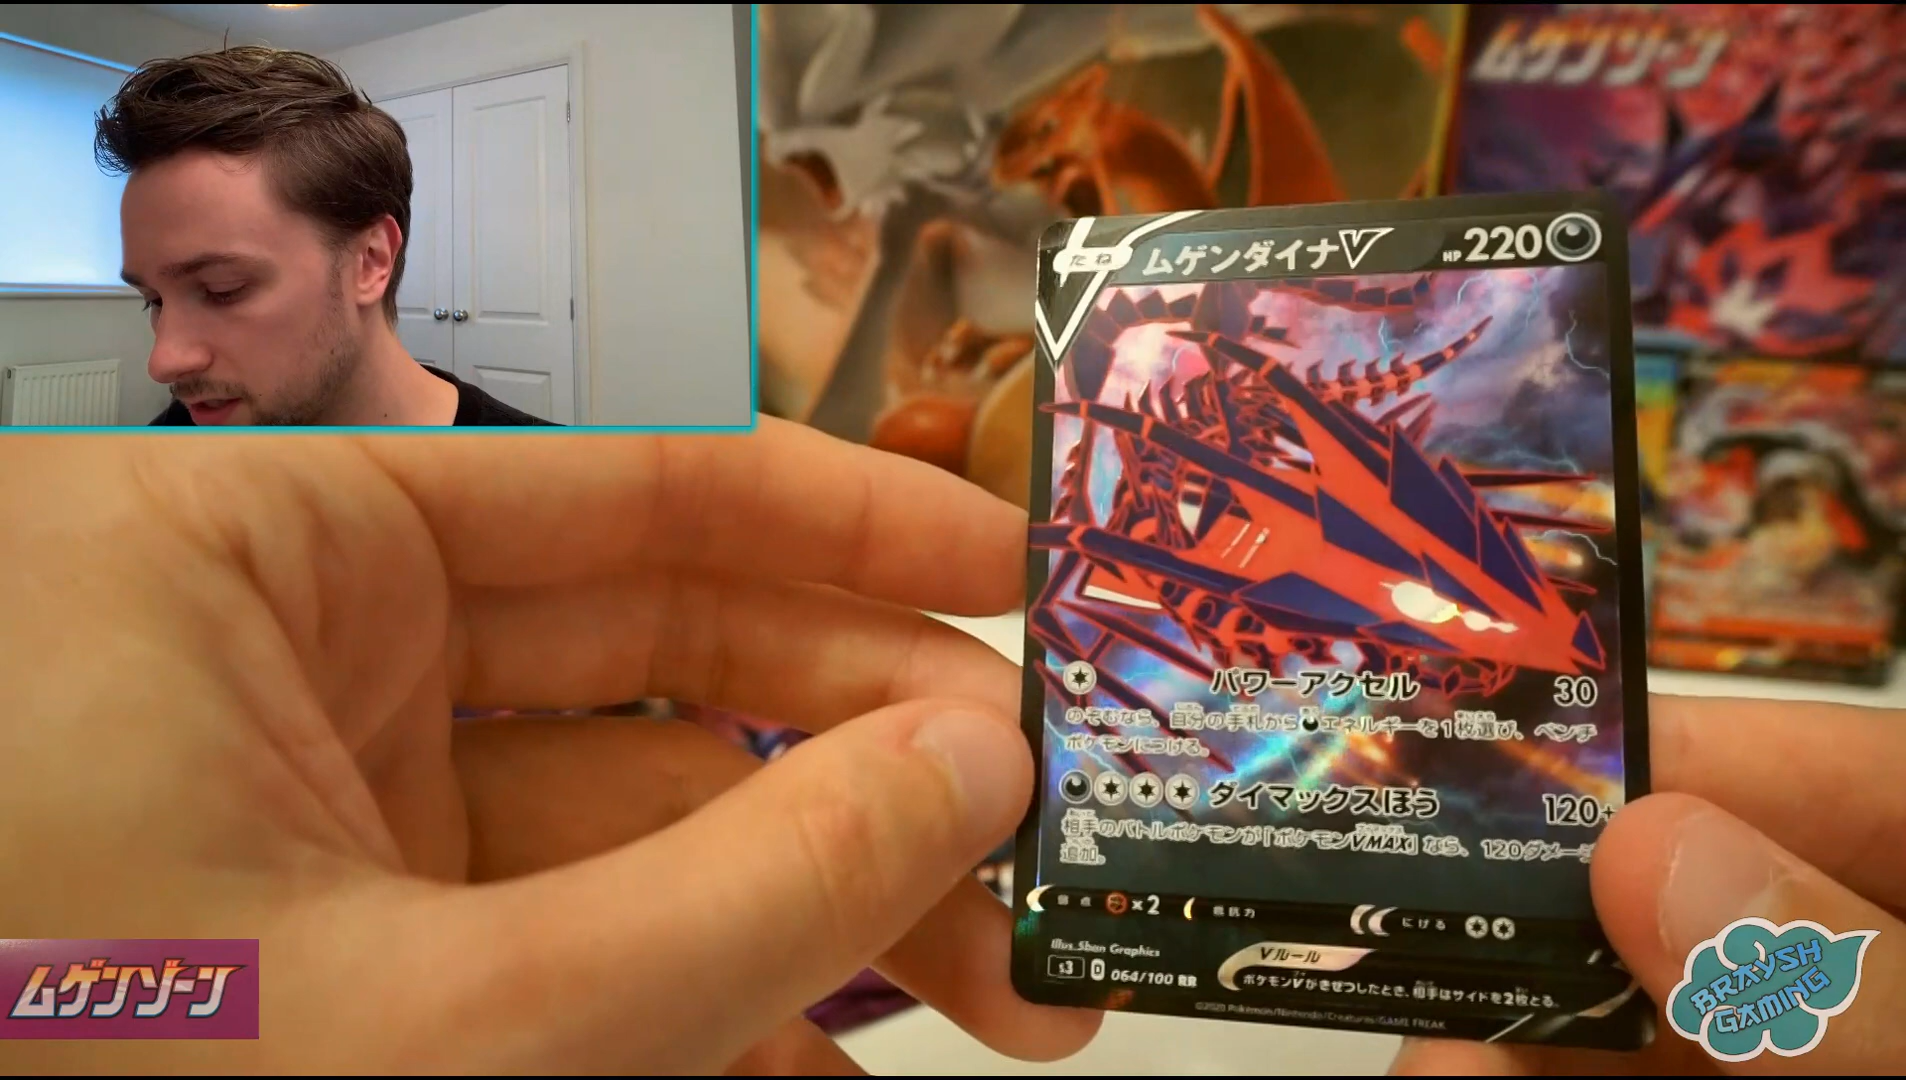 ムゲンゾーン
たね ムゲンダイナV HP220
パワーアクセル 30
のぞむなら、自分の手札からエネルギーを1枚選び、ベンチ
ポケモンにつける。
ダイマックスほう 120+
相手のバトルポケモンが「ポケモンVMAX」なら、120ダメージ
追加。
弱点 ×2 抵抗力 にげる
Illus. 5ban Graphics
Vルール
s3 D 064/100 RR
ポケモンVがきぜつしたとき、相手はサイドを2枚とる。
©2020 Pokémon/Nintendo/Creatures/GAME FREAK
ムゲンゾーン
BRAYSH
GAMING